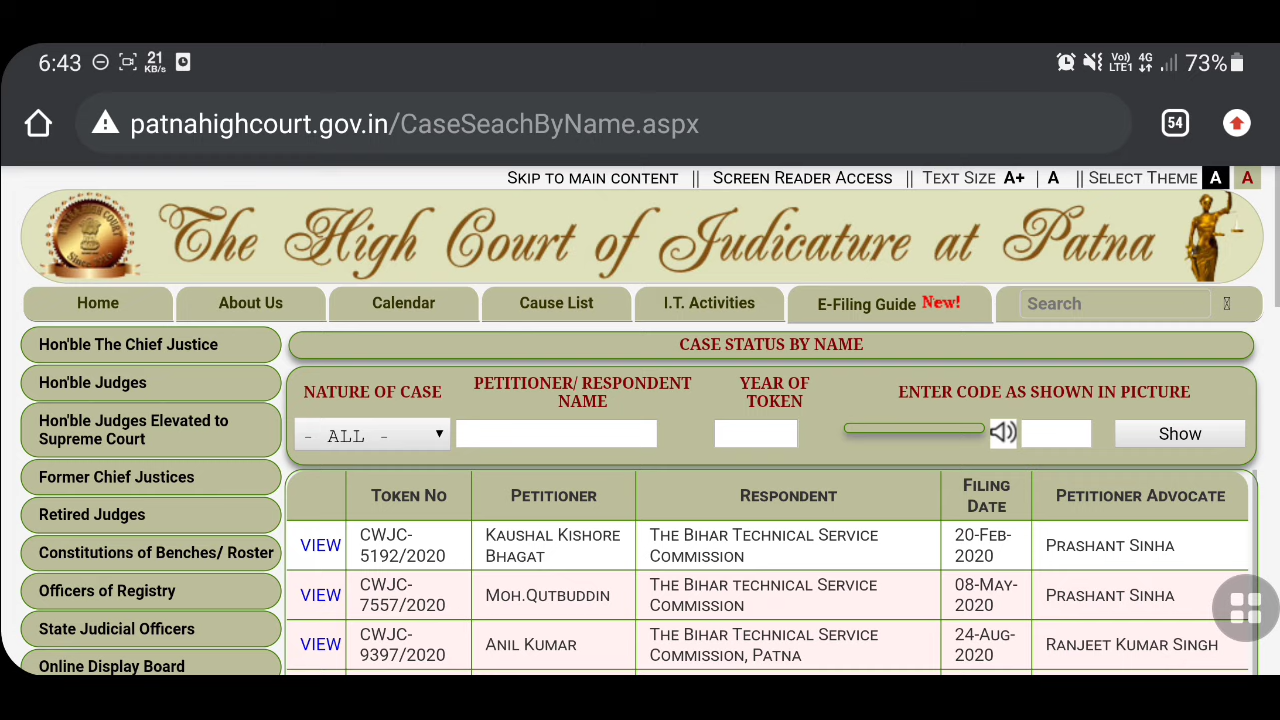 6:43 21 KB/s Vo)) LTE1 4G 73%
patnahighcourt.gov.in/CaseSeachByName.aspx 54
Skip to main content || Screen Reader Access || Text Size A+ | A || Select Theme A A
The High Court of Judicature at Patna
Home About Us Calendar Cause List I.T. Activities E-Filing Guide New! Search
Hon'ble The Chief Justice
Hon'ble Judges
Hon'ble Judges Elevated to
Supreme Court
Former Chief Justices
Retired Judges
Constitutions of Benches/ Roster
Officers of Registry
State Judicial Officers
Online Display Board
CASE STATUS BY NAME
NATURE OF CASE PETITIONER/ RESPONDENT NAME YEAR OF TOKEN ENTER CODE AS SHOWN IN PICTURE
- ALL - Show
Token No Petitioner Respondent Filing Date Petitioner Advocate
VIEW CWJC-5192/2020 Kaushal Kishore Bhagat The Bihar Technical Service Commission 20-Feb-2020 Prashant Sinha
VIEW CWJC-7557/2020 Moh.Qutbuddin The Bihar technical Service Commission 08-May-2020 Prashant Sinha
VIEW CWJC-9397/2020 Anil Kumar The Bihar Technical Service Commission, Patna 24-Aug-2020 Ranjeet Kumar Singh